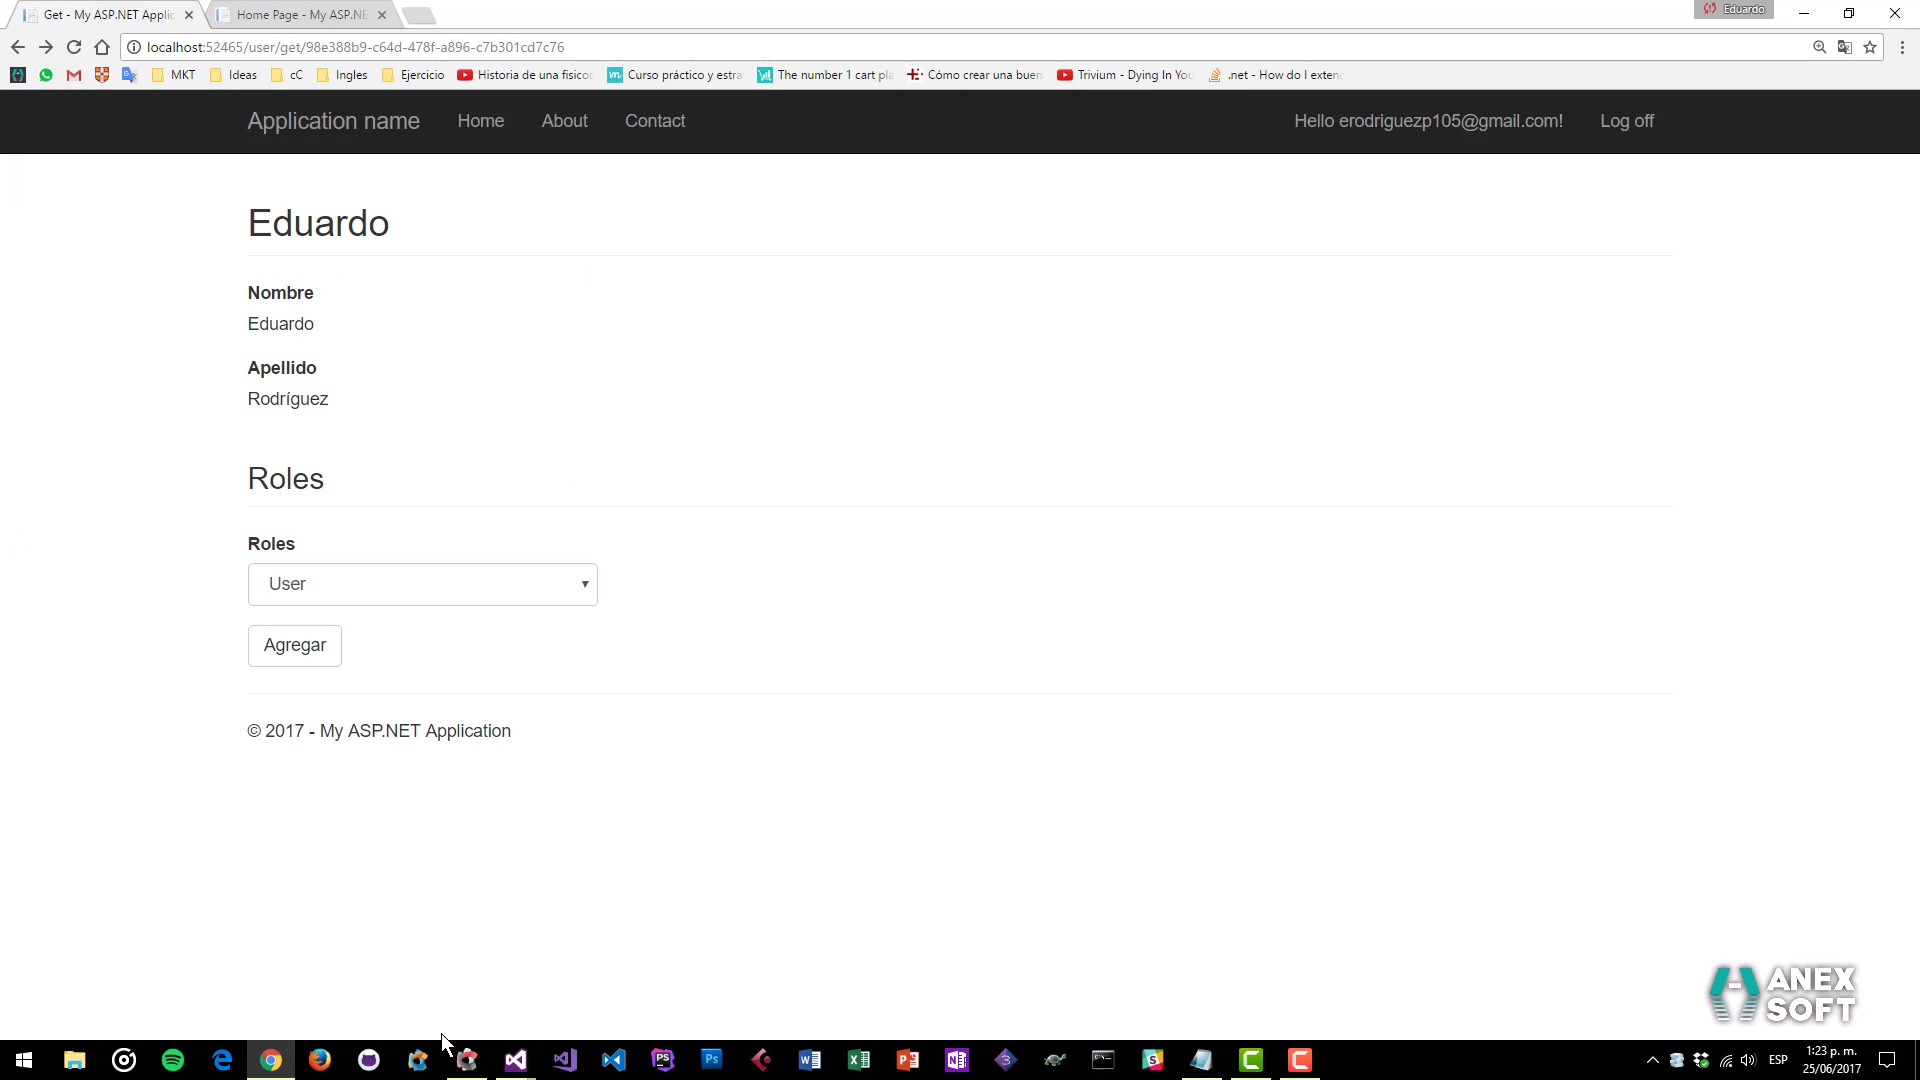 Get - My ASP.NET Applic
Home Page - My ASP.NE
Eduardo
localhost:52465/user/get/98e388b9-c64d-478f-a896-c7b301cd7c76
MKT
Ideas
cC
Ingles
Ejercicio
Historia de una fisico
Curso práctico y estra
The number 1 cart pla
Cómo crear una buen
Trivium - Dying In You
.net - How do I exten
Application name
Home
About
Contact
Hello erodriguezp105@gmail.com!
Log off
Eduardo
Nombre
Eduardo
Apellido
Rodríguez
Roles
Roles
User
Agregar
© 2017 - My ASP.NET Application
ANEX
SOFT
ESP
1:23 p. m.
25/06/2017